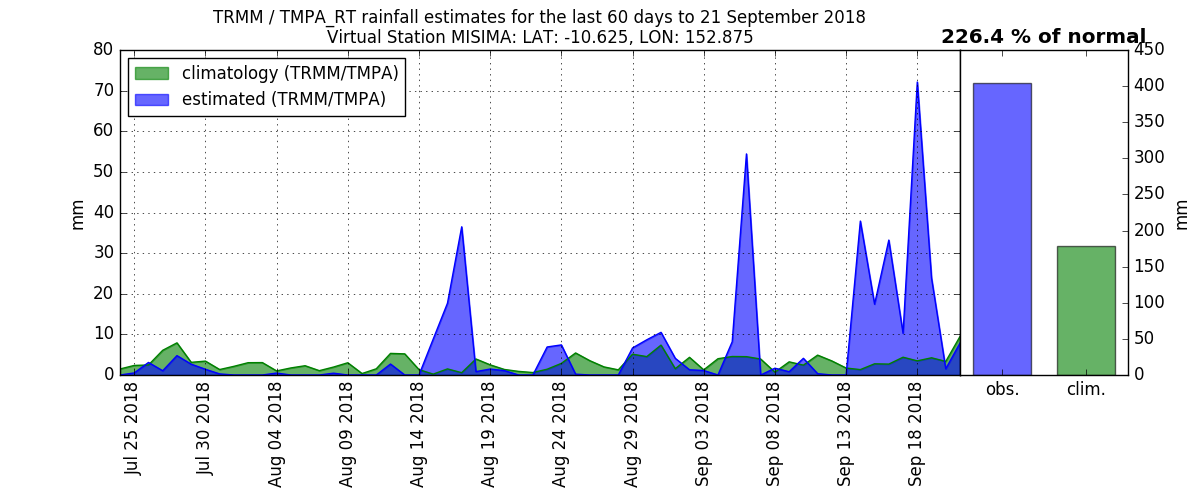 TRMM / TMPA_RT rainfall estimates for the last 60 days to 21 September 2018
Virtual Station MISIMA: LAT: -10.625, LON: 152.875
226.4 % of normal
climatology (TRMM/TMPA)
estimated (TRMM/TMPA)
mm
80
70
60
50
40
30
20
10
0
Jul 25 2018
Jul 30 2018
Aug 04 2018
Aug 09 2018
Aug 14 2018
Aug 19 2018
Aug 24 2018
Aug 29 2018
Sep 03 2018
Sep 08 2018
Sep 13 2018
Sep 18 2018
450
400
350
300
250
200
150
100
50
0
mm
obs.
clim.